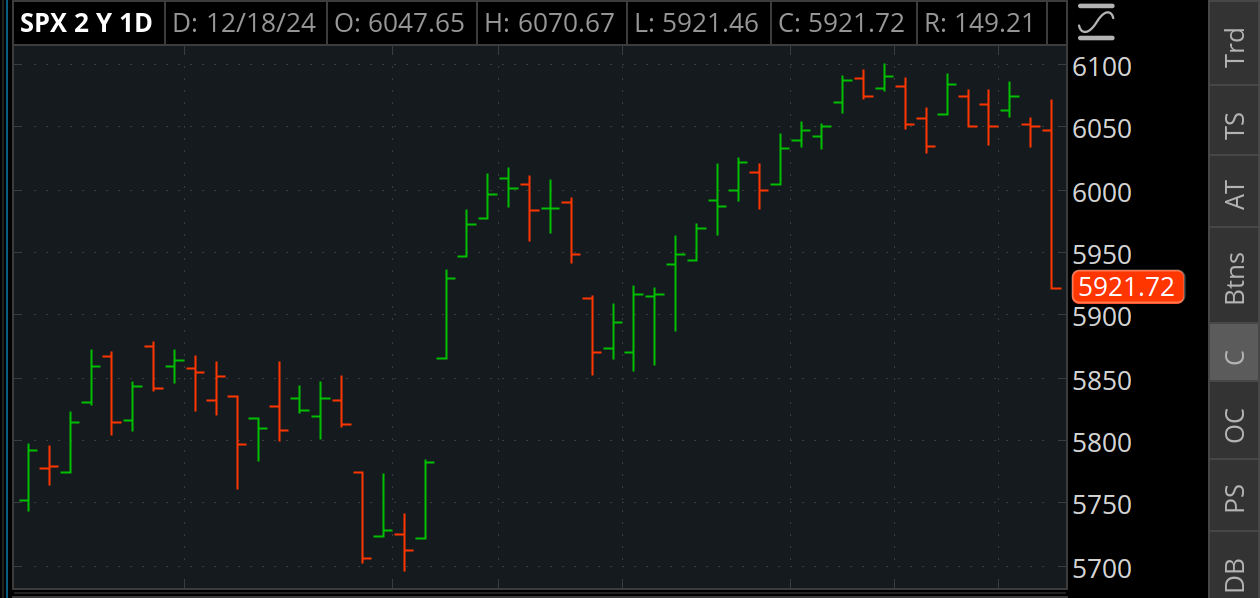 SPX 2 Y 1D D: 12/18/24 O: 6047.65 H: 6070.67 L: 5921.46 C: 5921.72 R: 149.21
6100
6050
6000
5950
5921.72
5900
5850
5800
5750
5700
Trd
TS
AT
Btns
C
OC
PS
DB